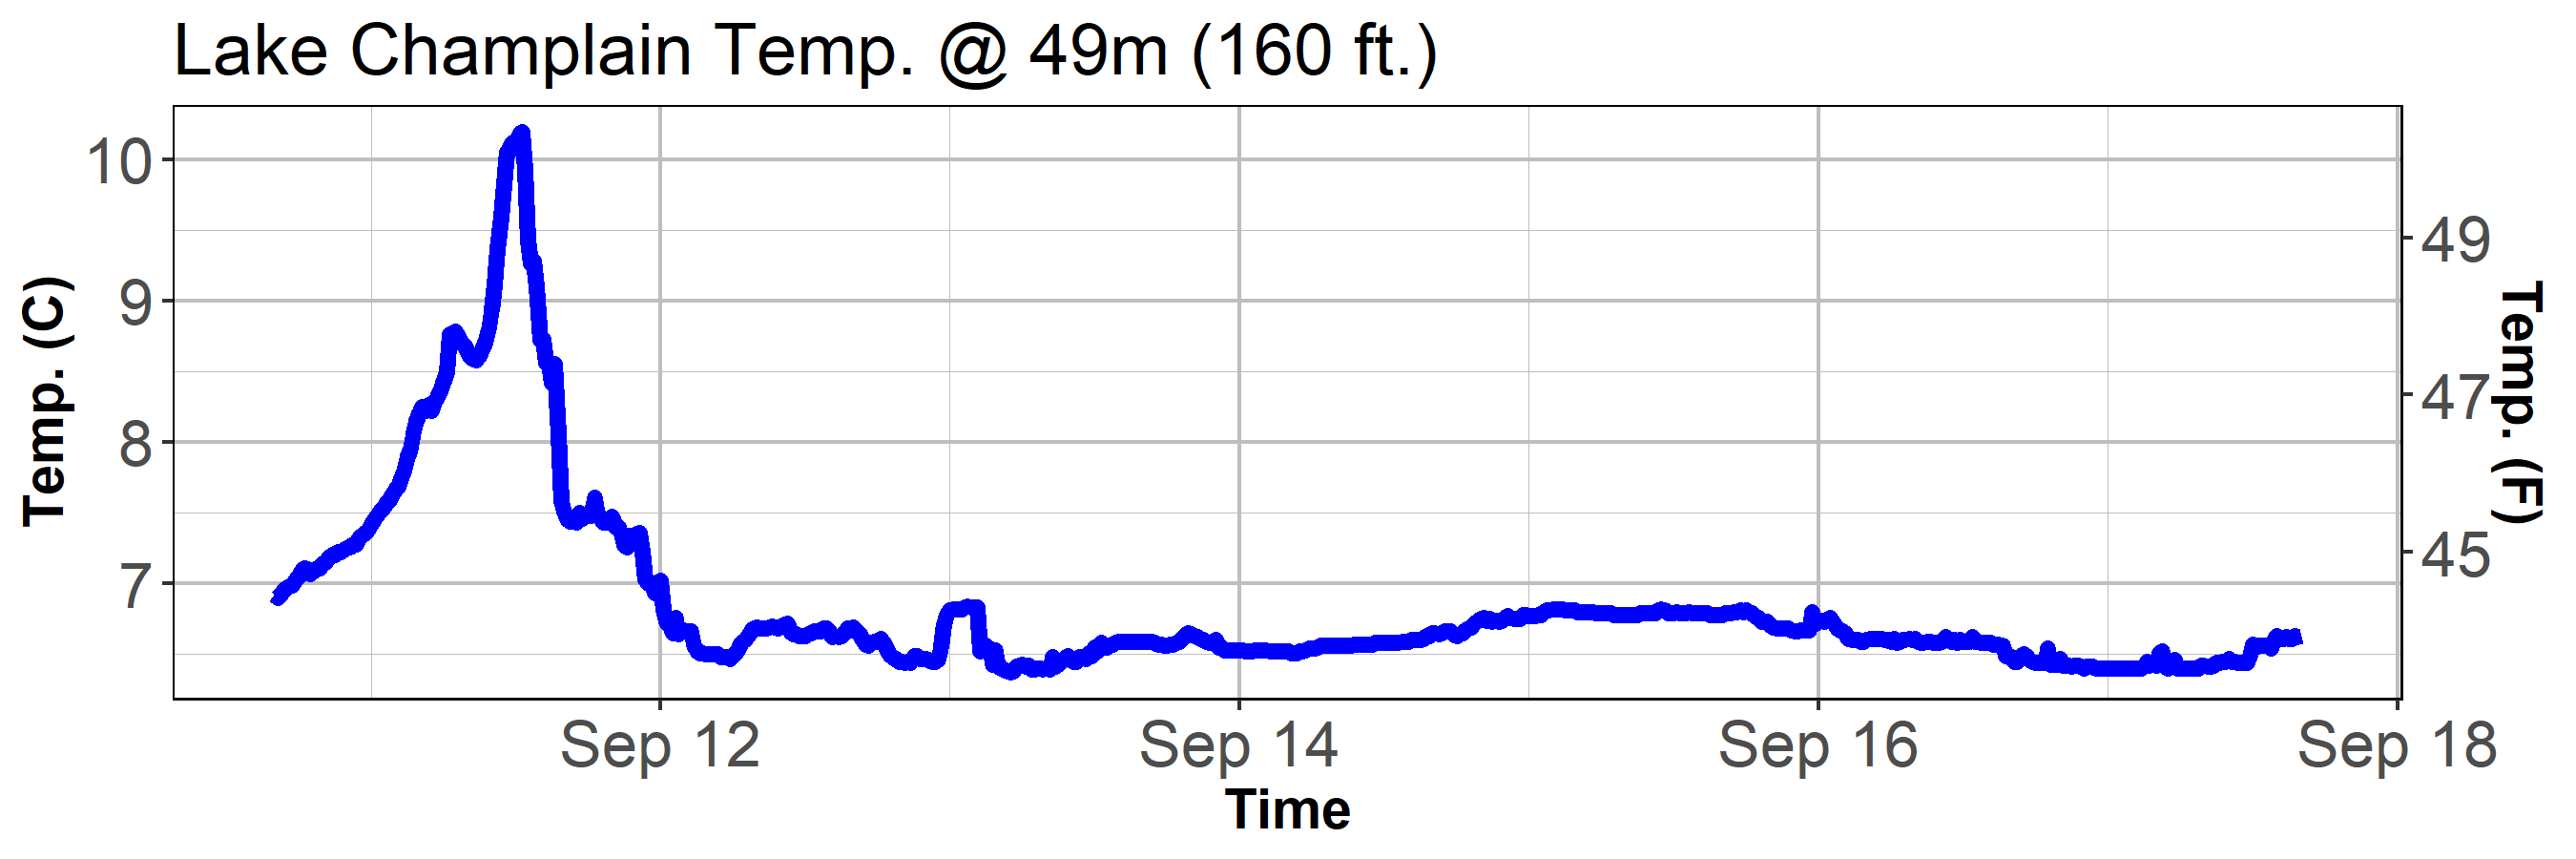 Lake Champlain Temp. @ 49m (160 ft.)
Temp. (C)
10
9
8
7
49
47
45
Temp. (F)
Sep 12 Sep 14 Sep 16 Sep 18
Time